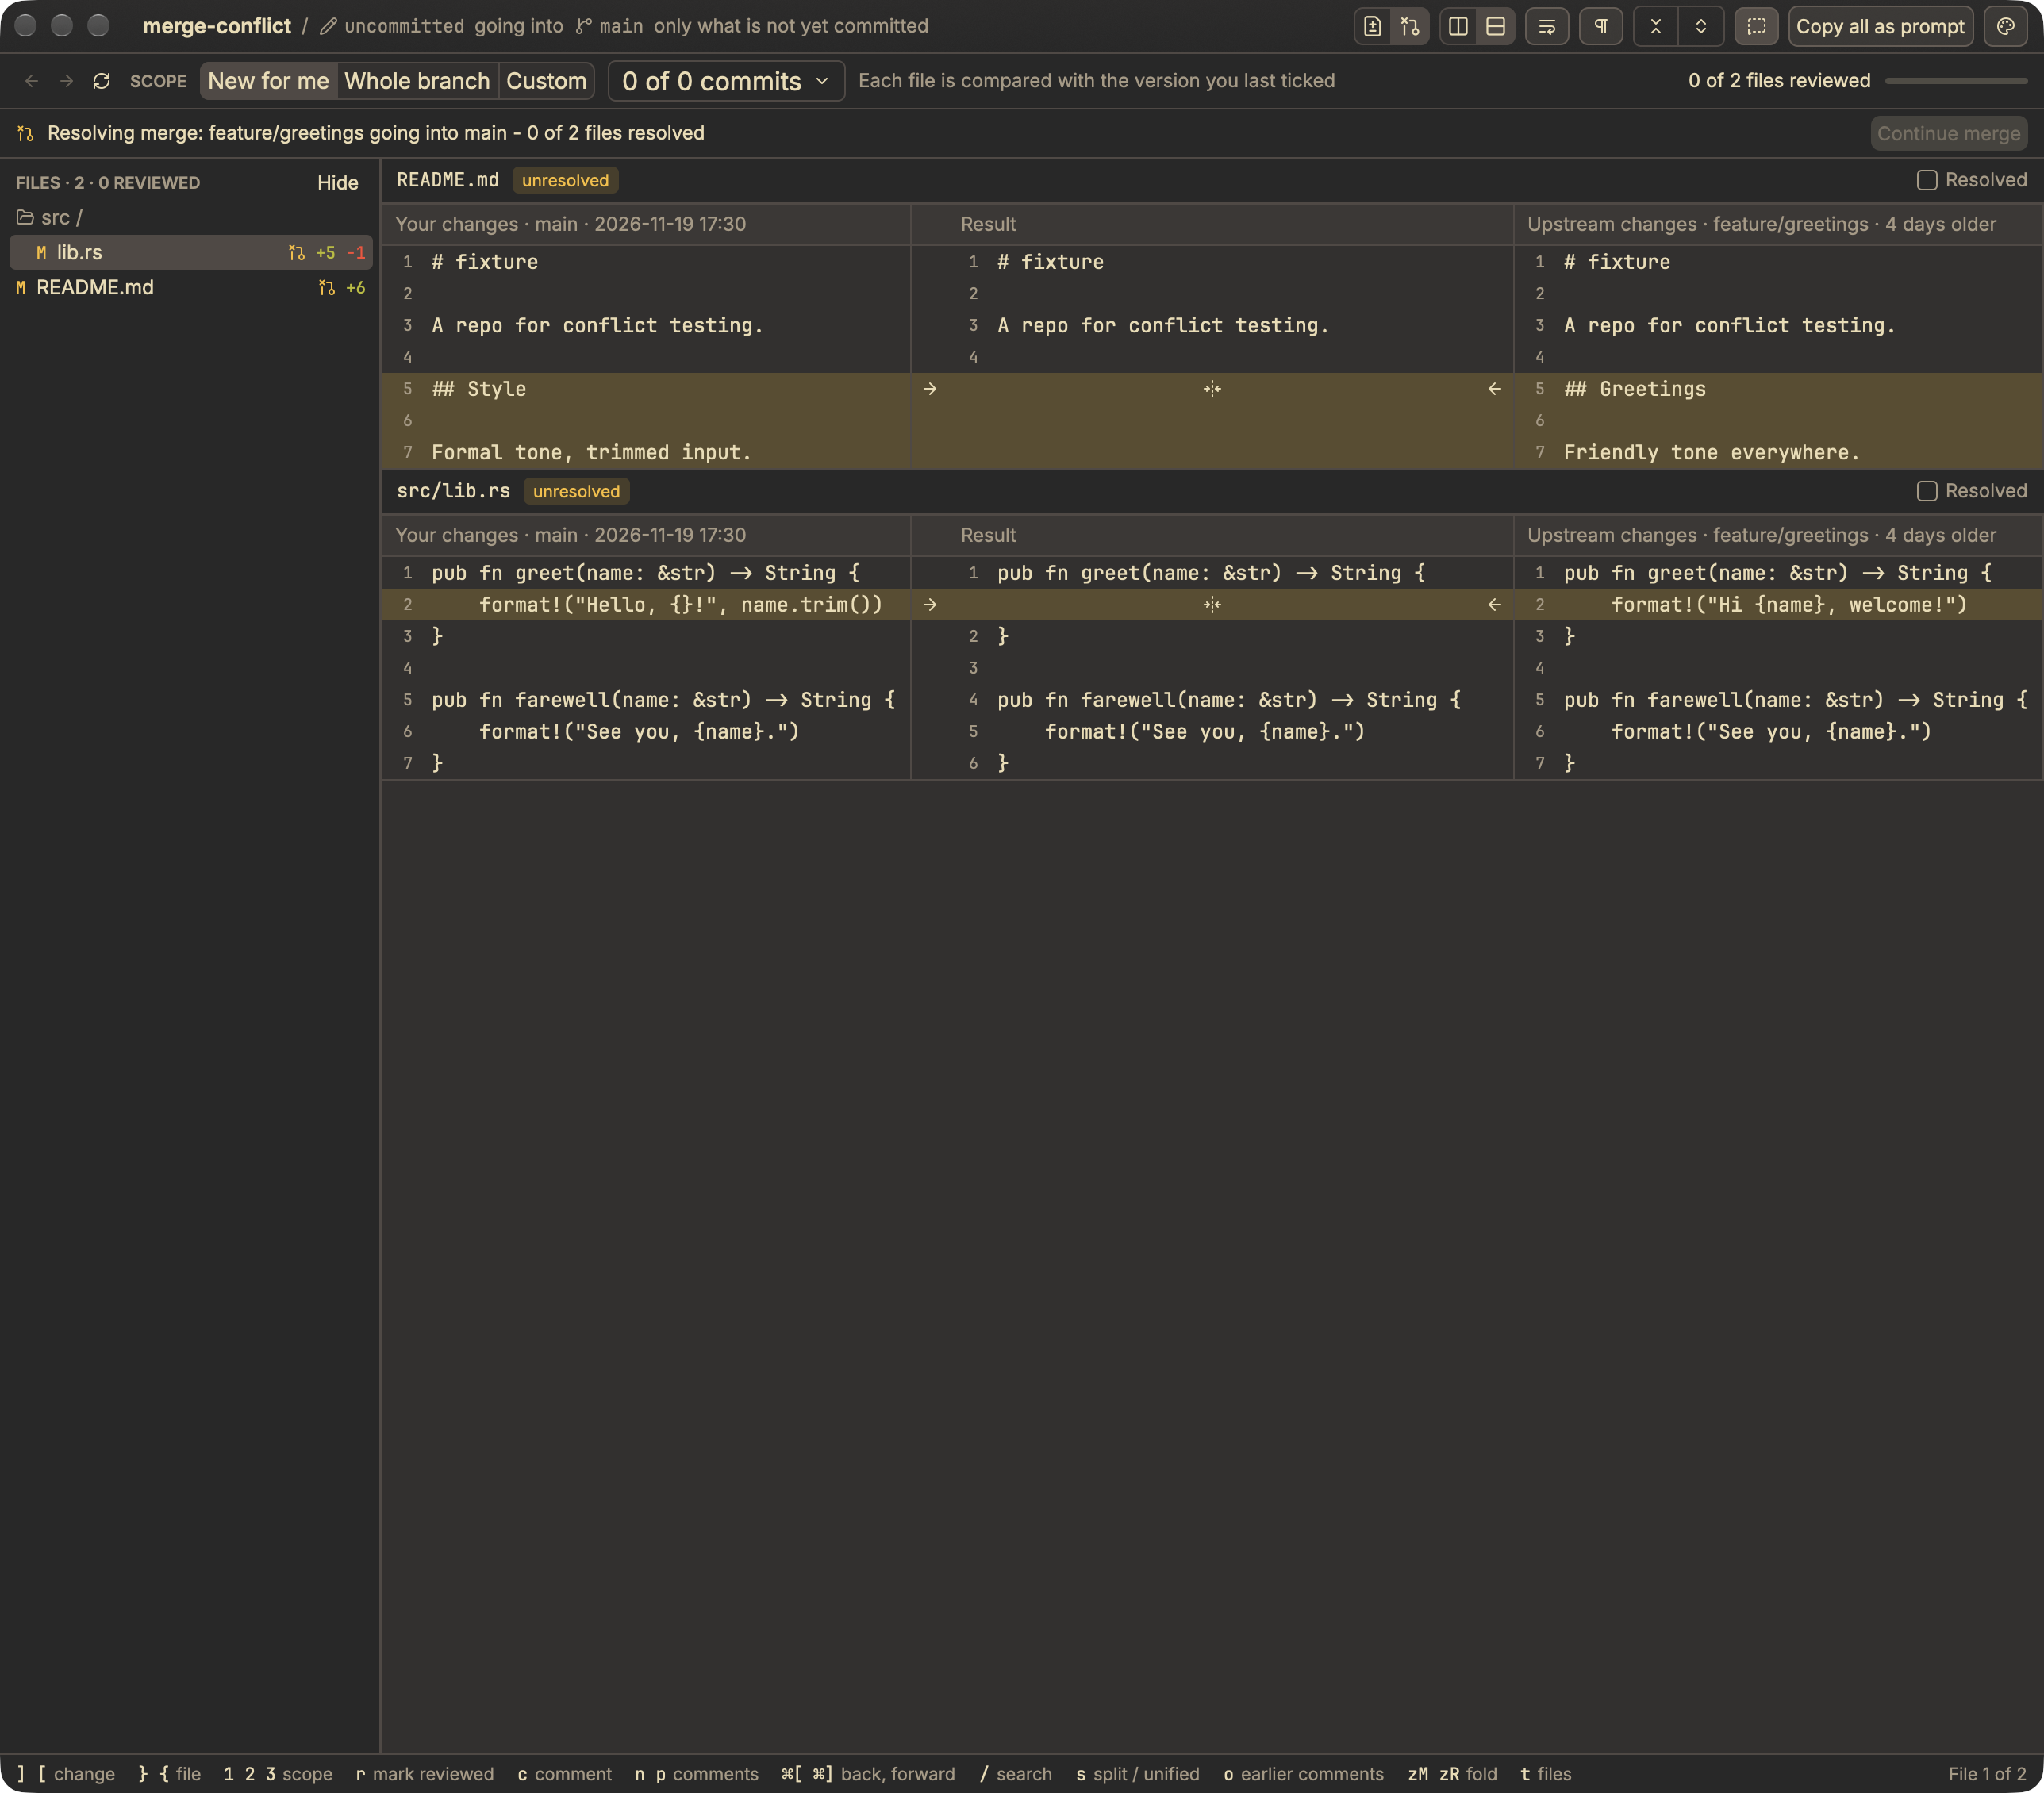 merge-conflict / uncommitted going into main only what is not yet committed
Copy all as prompt
SCOPE New for me Whole branch Custom 0 of 0 commits Each file is compared with the version you last ticked 0 of 2 files reviewed
Resolving merge: feature/greetings going into main - 0 of 2 files resolved Continue merge
FILES · 2 · 0 REVIEWED Hide
src /
M lib.rs +5 -1
M README.md +6
README.md unresolved Resolved
Your changes · main · 2026-11-19 17:30
1 # fixture
2
3 A repo for conflict testing.
4
5 ## Style
6
7 Formal tone, trimmed input.
Result
1 # fixture
2
3 A repo for conflict testing.
4
→ ←
Upstream changes · feature/greetings · 4 days older
1 # fixture
2
3 A repo for conflict testing.
4
5 ## Greetings
6
7 Friendly tone everywhere.
src/lib.rs unresolved Resolved
Your changes · main · 2026-11-19 17:30
1 pub fn greet(name: &str) -> String {
2     format!("Hello, {}!", name.trim())
3 }
4
5 pub fn farewell(name: &str) -> String {
6     format!("See you, {name}.")
7 }
Result
1 pub fn greet(name: &str) -> String {
→ ←
2 }
3
4 pub fn farewell(name: &str) -> String {
5     format!("See you, {name}.")
6 }
Upstream changes · feature/greetings · 4 days older
1 pub fn greet(name: &str) -> String {
2     format!("Hi {name}, welcome!")
3 }
4
5 pub fn farewell(name: &str) -> String {
6     format!("See you, {name}.")
7 }
] [ change } { file 1 2 3 scope r mark reviewed c comment n p comments ⌘[ ⌘] back, forward / search s split / unified o earlier comments zM zR fold t files File 1 of 2